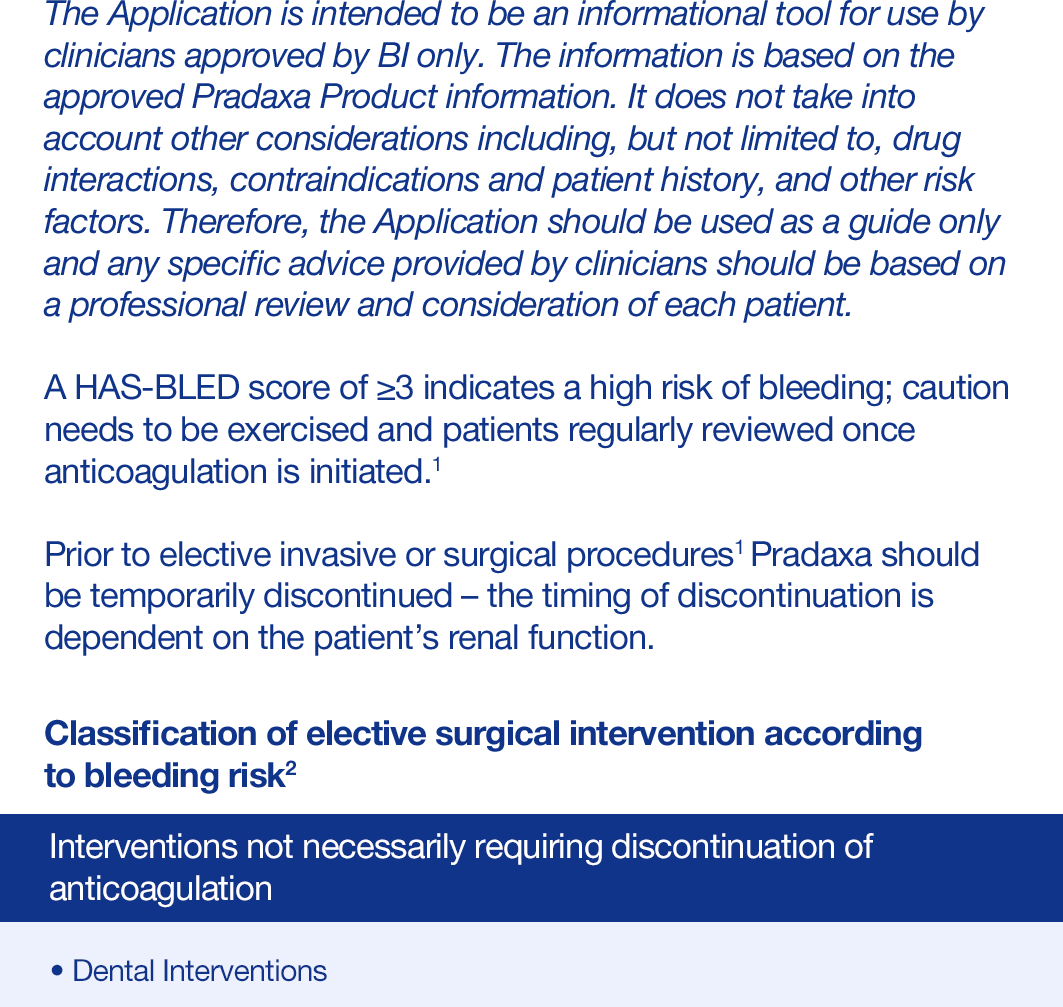 The Application is intended to be an informational tool for use by
clinicians approved by BI only. The information is based on the
approved Pradaxa Product information. It does not take into
account other considerations including, but not limited to, drug
interactions, contraindications and patient history, and other risk
factors. Therefore, the Application should be used as a guide only
and any specific advice provided by clinicians should be based on
a professional review and consideration of each patient.
A HAS-BLED score of ≥3 indicates a high risk of bleeding; caution
needs to be exercised and patients regularly reviewed once
anticoagulation is initiated.¹
Prior to elective invasive or surgical procedures¹ Pradaxa should
be temporarily discontinued – the timing of discontinuation is
dependent on the patient’s renal function.
Classification of elective surgical intervention according
to bleeding risk²
Interventions not necessarily requiring discontinuation of
anticoagulation
• Dental Interventions